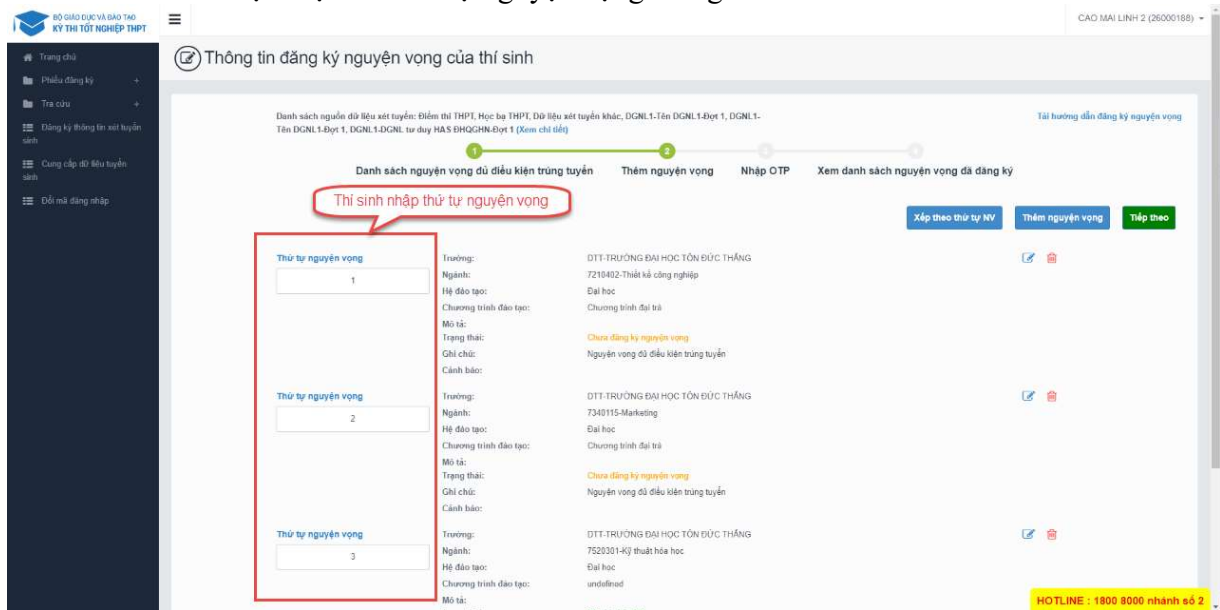 BỘ GIÁO DỤC VÀ ĐÀO TẠO
KỲ THI TỐT NGHIỆP THPT
CAO MAI LINH 2 (26000188)
Trang chủ
Phiếu đăng ký +
Tra cứu +
Đăng ký thông tin xét tuyển
sinh
Cung cấp dữ liệu tuyển
sinh
Đổi mã đăng nhập
Thông tin đăng ký nguyện vọng của thí sinh
Danh sách nguồn dữ liệu xét tuyển: Điểm thi THPT, Học bạ THPT, Dữ liệu xét tuyển khác, DGNL1-Tên DGNL1-Đợt 1, DGNL1-
Tên DGNL1-Đợt 1, DGNL1-DGNL tư duy HAS ĐHQGHN-Đợt 1 (Xem chi tiết)
Tải hướng dẫn đăng ký nguyện vọng
1 2 3 4
Danh sách nguyện vọng đủ điều kiện trúng tuyển Thêm nguyện vọng Nhập OTP Xem danh sách nguyện vọng đã đăng ký
Thí sinh nhập thứ tự nguyện vọng
Xếp theo thứ tự NV Thêm nguyện vọng Tiếp theo
Thứ tự nguyện vọng
1
Trường: DTT-TRƯỜNG ĐẠI HỌC TÔN ĐỨC THẮNG
Ngành: 7210402-Thiết kế công nghiệp
Hệ đào tạo: Đại học
Chương trình đào tạo: Chương trình đại trà
Mô tả:
Trạng thái: Chưa đăng ký nguyện vọng
Ghi chú: Nguyện vọng đủ điều kiện trúng tuyển
Cảnh báo:
Thứ tự nguyện vọng
2
Trường: DTT-TRƯỜNG ĐẠI HỌC TÔN ĐỨC THẮNG
Ngành: 7340115-Marketing
Hệ đào tạo: Đại học
Chương trình đào tạo: Chương trình đại trà
Mô tả:
Trạng thái: Chưa đăng ký nguyện vọng
Ghi chú: Nguyện vọng đủ điều kiện trúng tuyển
Cảnh báo:
Thứ tự nguyện vọng
3
Trường: DTT-TRƯỜNG ĐẠI HỌC TÔN ĐỨC THẮNG
Ngành: 7520301-Kỹ thuật hóa học
Hệ đào tạo: Đại học
Chương trình đào tạo: undefined
Mô tả:
HOTLINE : 1800 8000 nhánh số 2